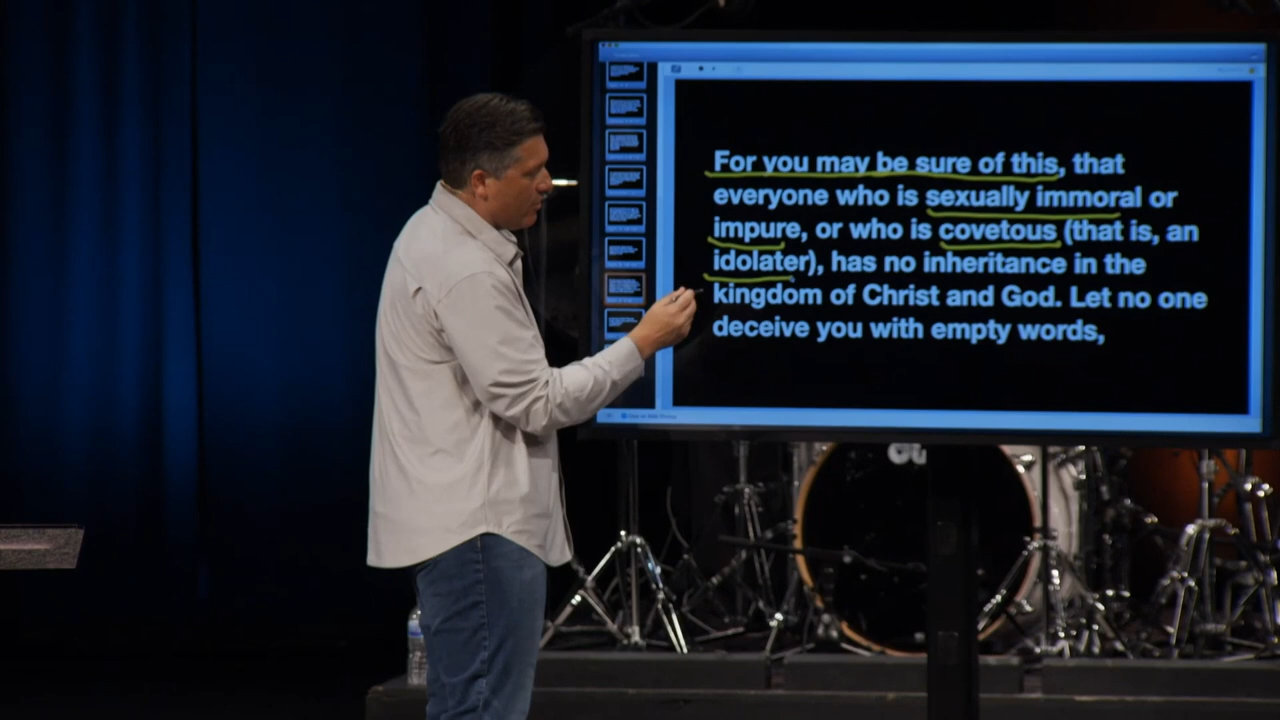 For you may be sure of this, that
everyone who is sexually immoral or
impure, or who is covetous (that is, an
idolater), has no inheritance in the
kingdom of Christ and God. Let no one
deceive you with empty words,